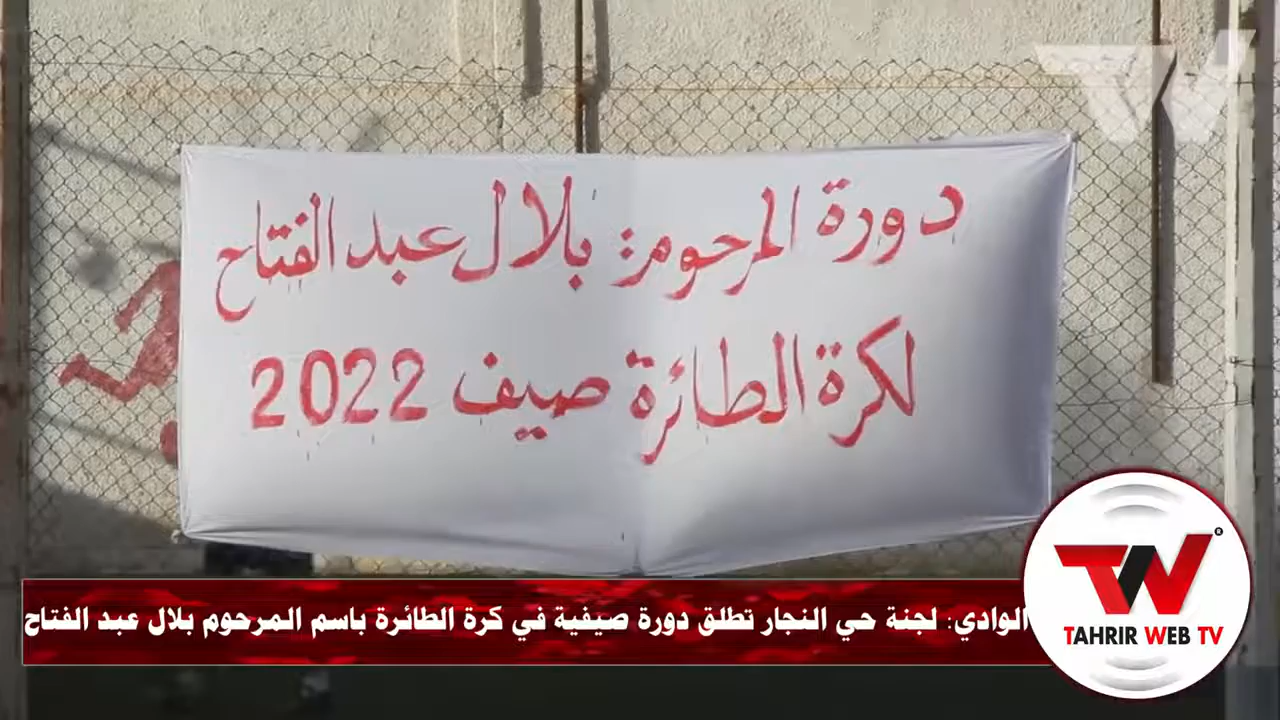 دورة المرحوم: بلال عبد الفتاح
لكرة الطائرة صيف 2022
الوادي: لجنة حي النجار تطلق دورة صيفية في كرة الطائرة باسم المرحوم بلال عبد الفتاح
TW
TAHRIR WEB TV